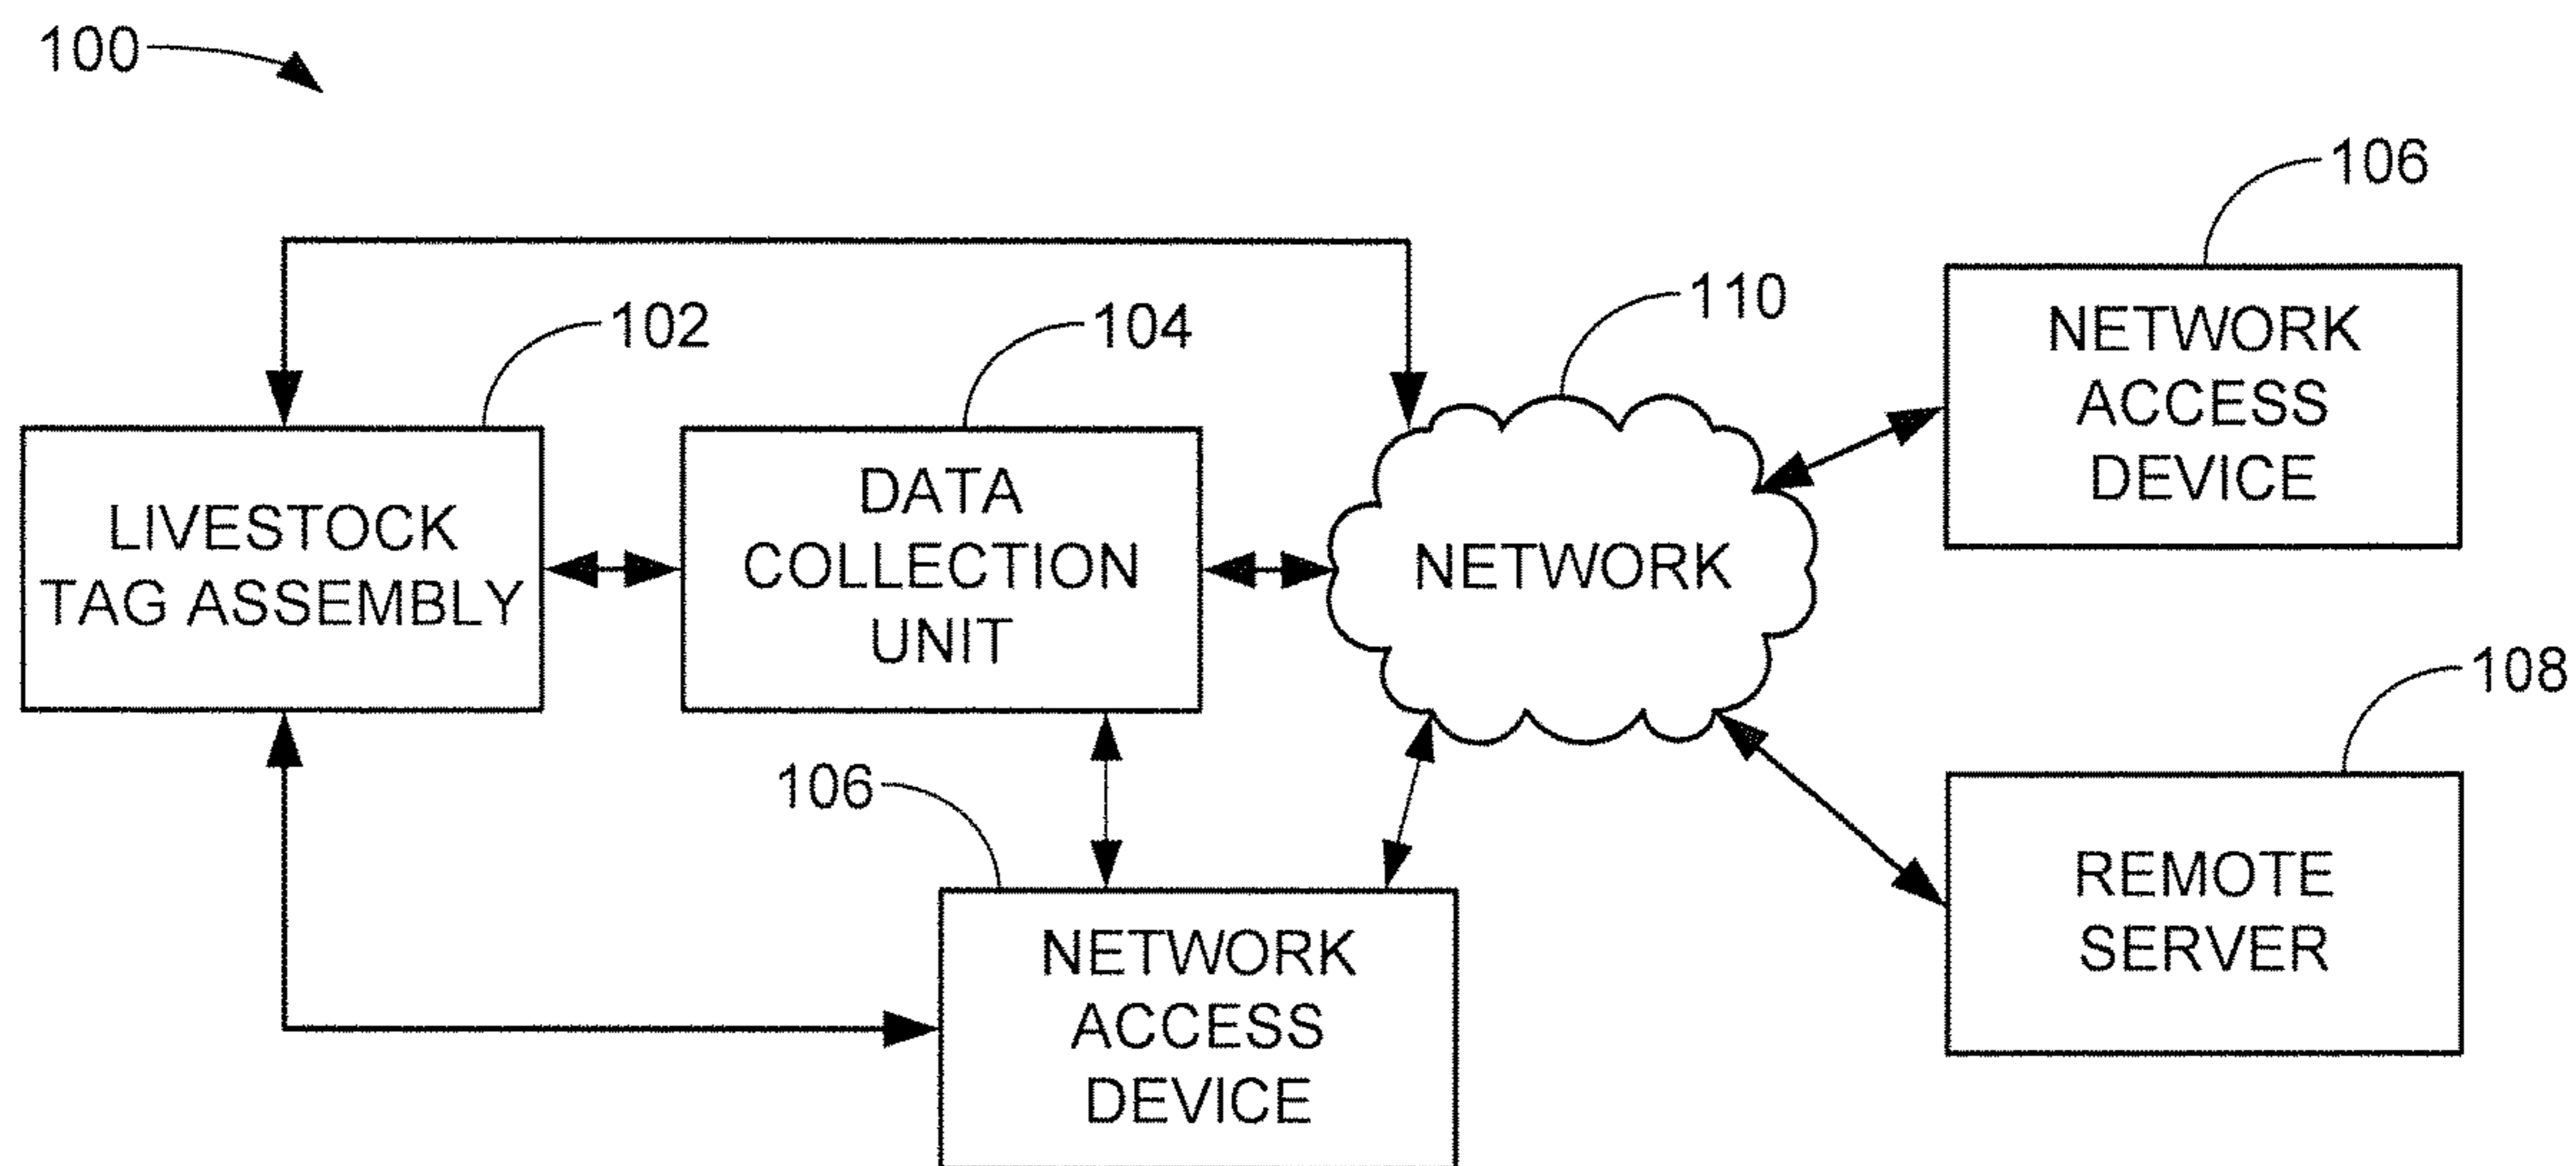 100
106
110
102
104
NETWORK
ACCESS
DEVICE
DATA
COLLECTION
UNIT
LIVESTOCK
TAG ASSEMBLY
NETWORK
108
106
REMOTE
SERVER
NETWORK
ACCESS
DEVICE